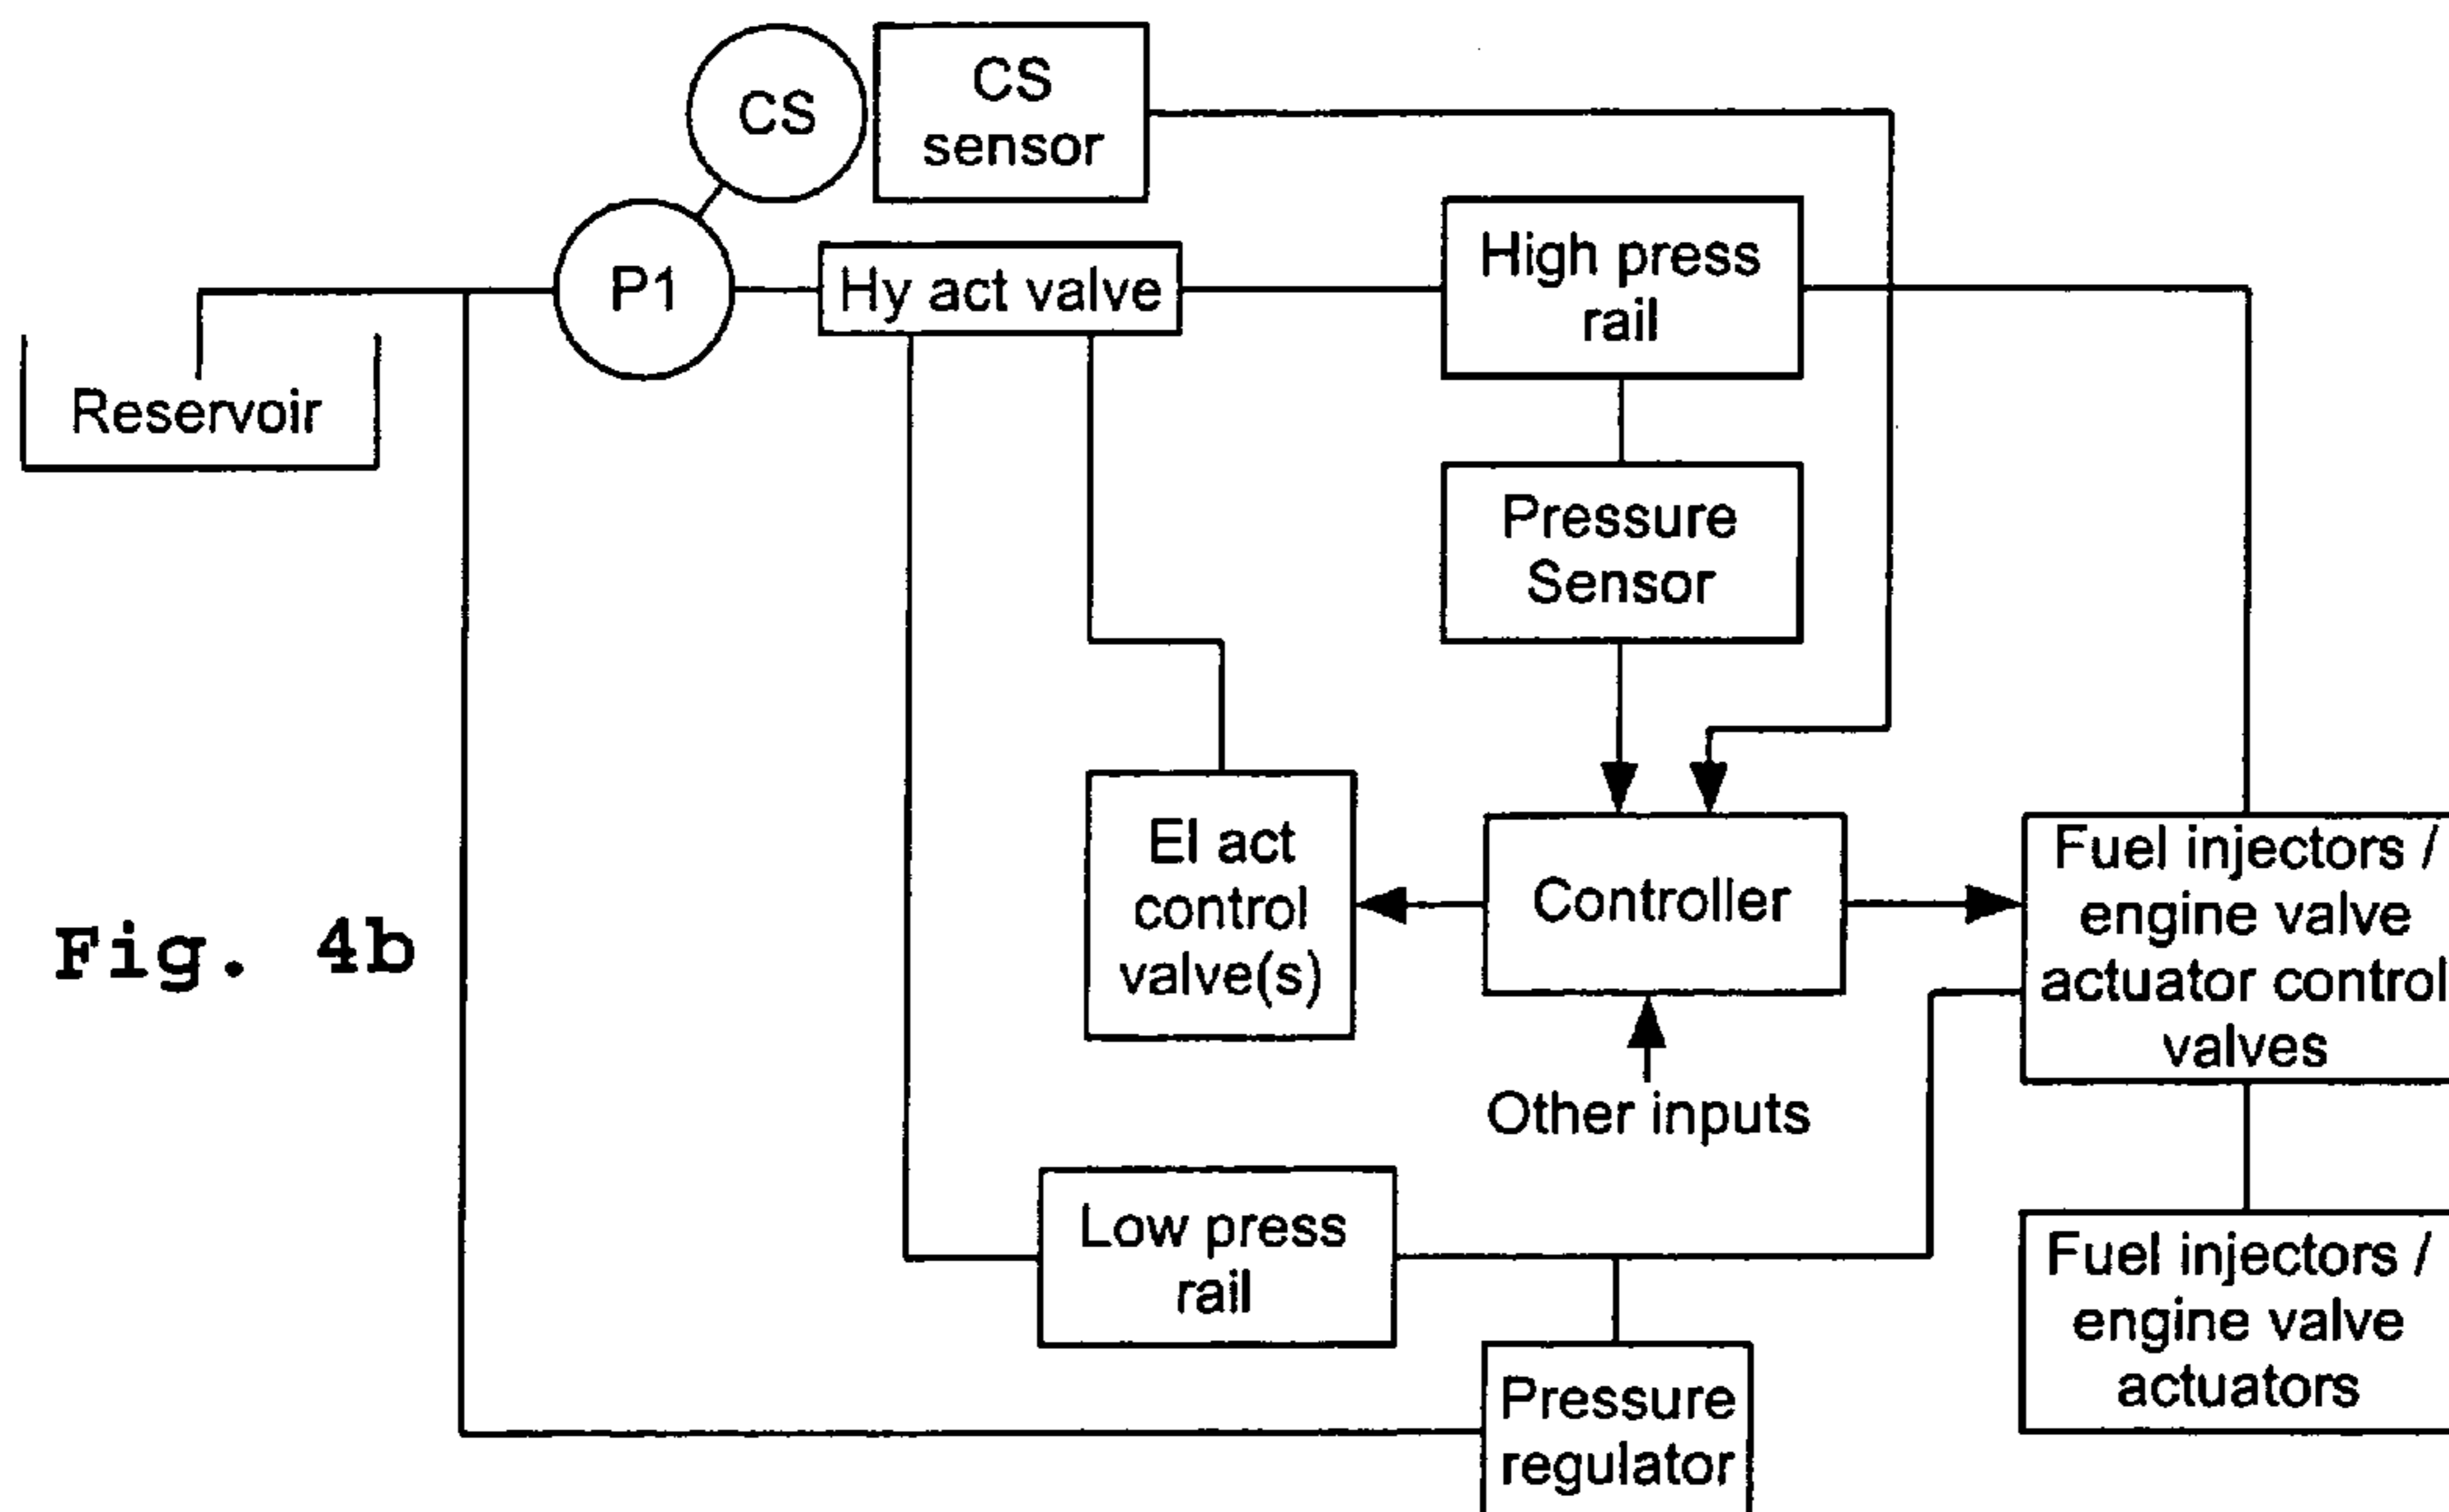 CS
CS
sensor
P1
Hy act valve
High press
rail
Reservoir
Pressure
Sensor
El act
control
valve(s)
Controller
Fuel injectors /
engine valve
actuator control
valves
Fig. 4b
Other inputs
Low press
rail
Fuel injectors /
engine valve
actuators
Pressure
regulator